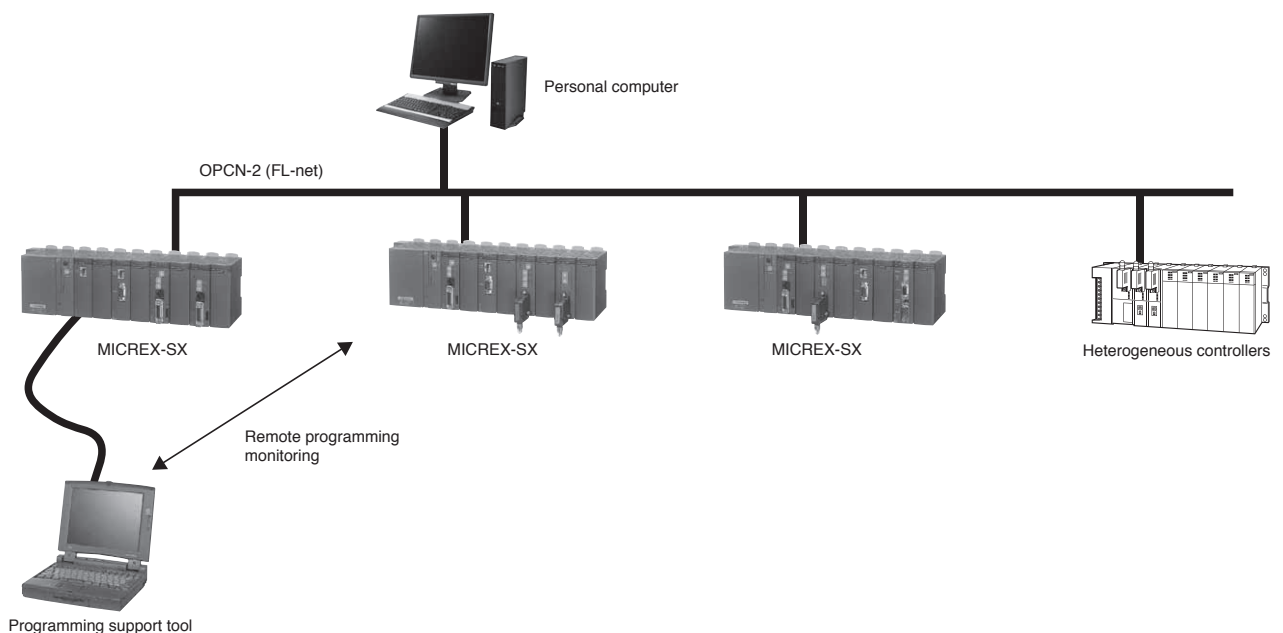 Personal computer
OPCN-2 (FL-net)
MICREX-SX
MICREX-SX
MICREX-SX
Heterogeneous controllers
Remote programming
monitoring
Programming support tool